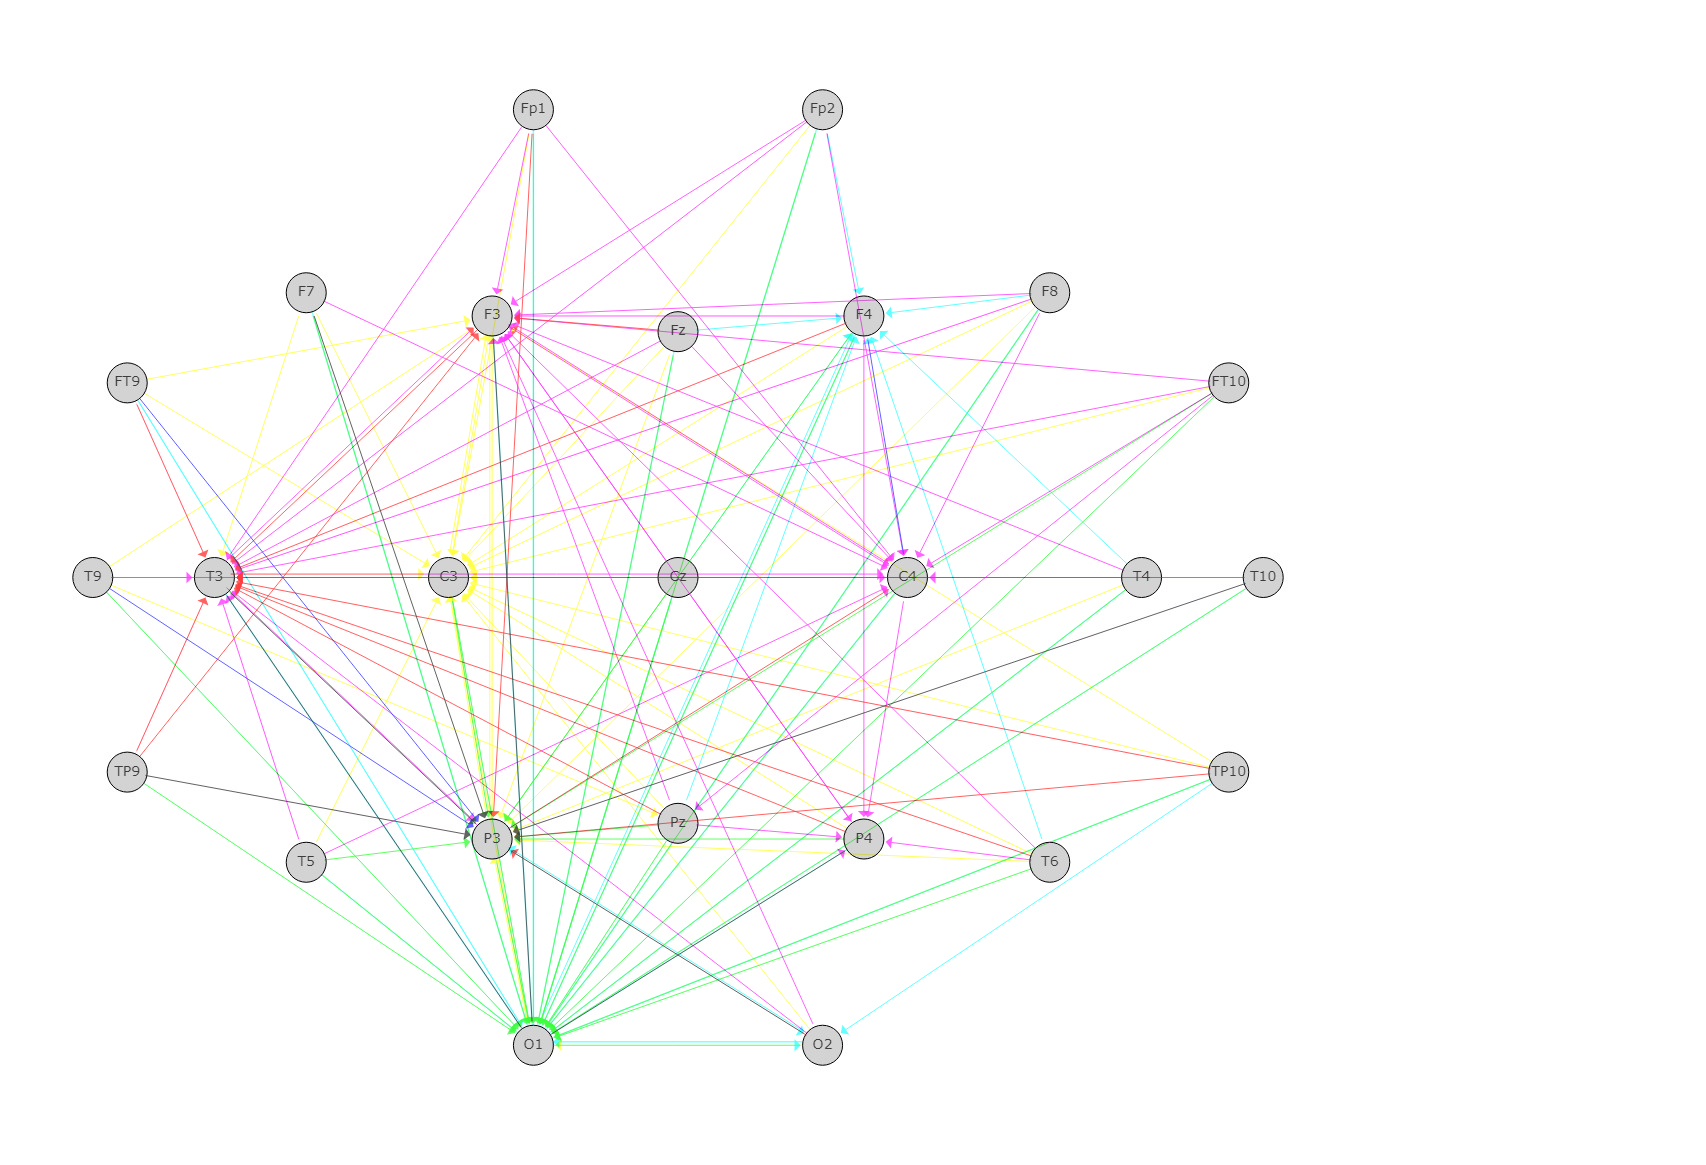 Fp1 Fp2
F7 F3 Fz F4 F8
FT9 FT10
T9 T3 C3 Cz C4 T4 T10
TP9 TP10
T5 P3 Pz P4 T6
O1 O2